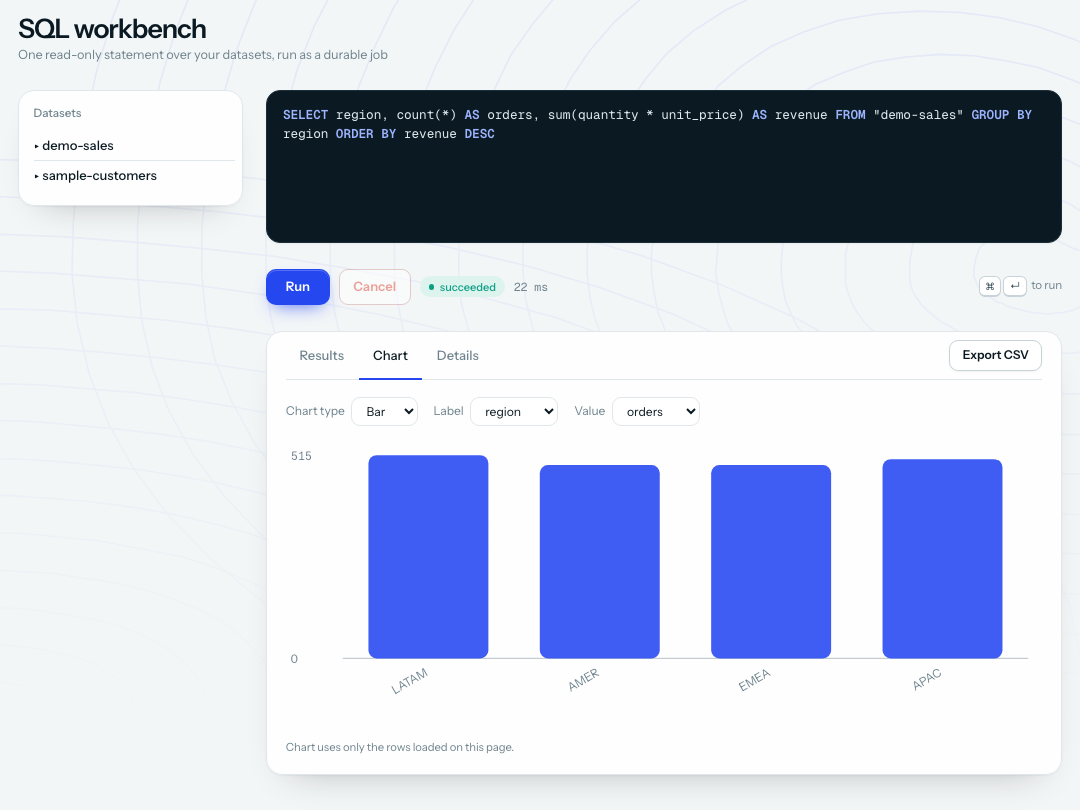 SQL workbench
One read-only statement over your datasets, run as a durable job
Datasets
▸ demo-sales
▸ sample-customers
SELECT region, count(*) AS orders, sum(quantity * unit_price) AS revenue FROM "demo-sales" GROUP BY
region ORDER BY revenue DESC
Run Cancel succeeded 22 ms ⌘ ↵ to run
Results Chart Details Export CSV
Chart type Bar Label region Value orders
515
0
LATAM AMER EMEA APAC
Chart uses only the rows loaded on this page.